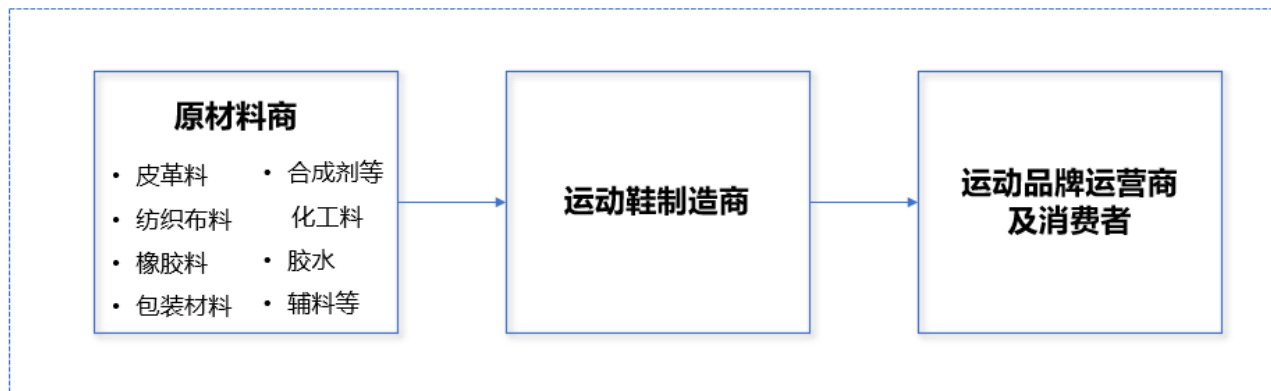 原材料商
• 皮革料
• 纺织布料
• 橡胶料
• 包装材料
• 合成剂等
化工料
• 胶水
• 辅料等
运动鞋制造商
运动品牌运营商
及消费者